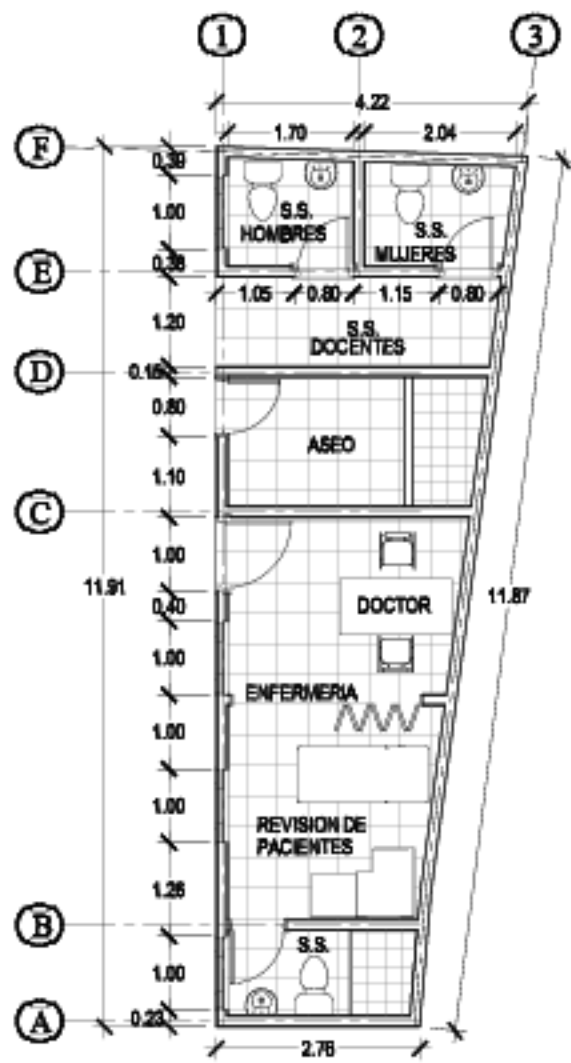 1 2 3
4.22
F 1.70 2.04
0.39
1.00
S.S.
HOMBRES
S.S.
MUJERES
0.38
E
1.05 0.80 1.15 0.80
1.20
S.S.
DOCENTES
D
0.15
0.80
ASEO
1.10
C
1.00
11.91
0.40
DOCTOR
11.87
1.00
ENFERMERIA
1.00
1.00
REVISION DE
PACIENTES
1.25
B
S.S.
1.00
A
0.23
2.76